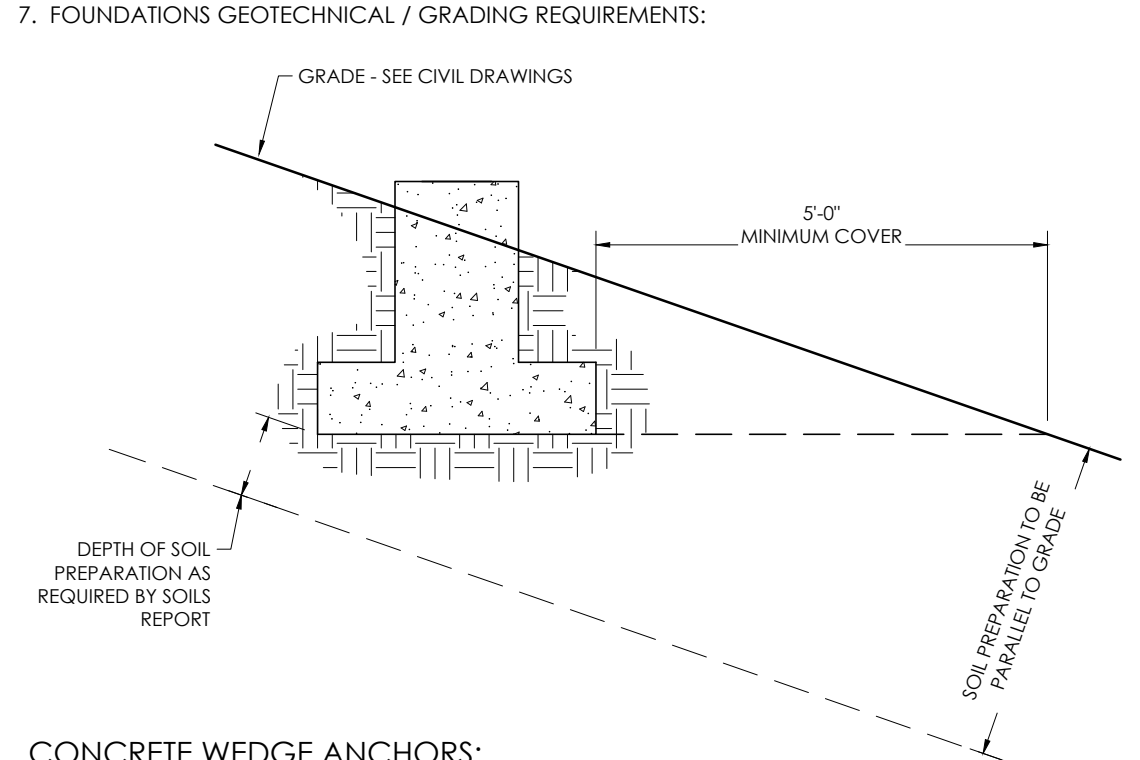 7. FOUNDATIONS GEOTECHNICAL / GRADING REQUIREMENTS:
GRADE - SEE CIVIL DRAWINGS
5'-0"
MINIMUM COVER
DEPTH OF SOIL
PREPARATION AS
REQUIRED BY SOILS
REPORT
SOIL PREPARATION TO BE
PARALLEL TO GRADE
CONCRETE WEDGE ANCHORS: